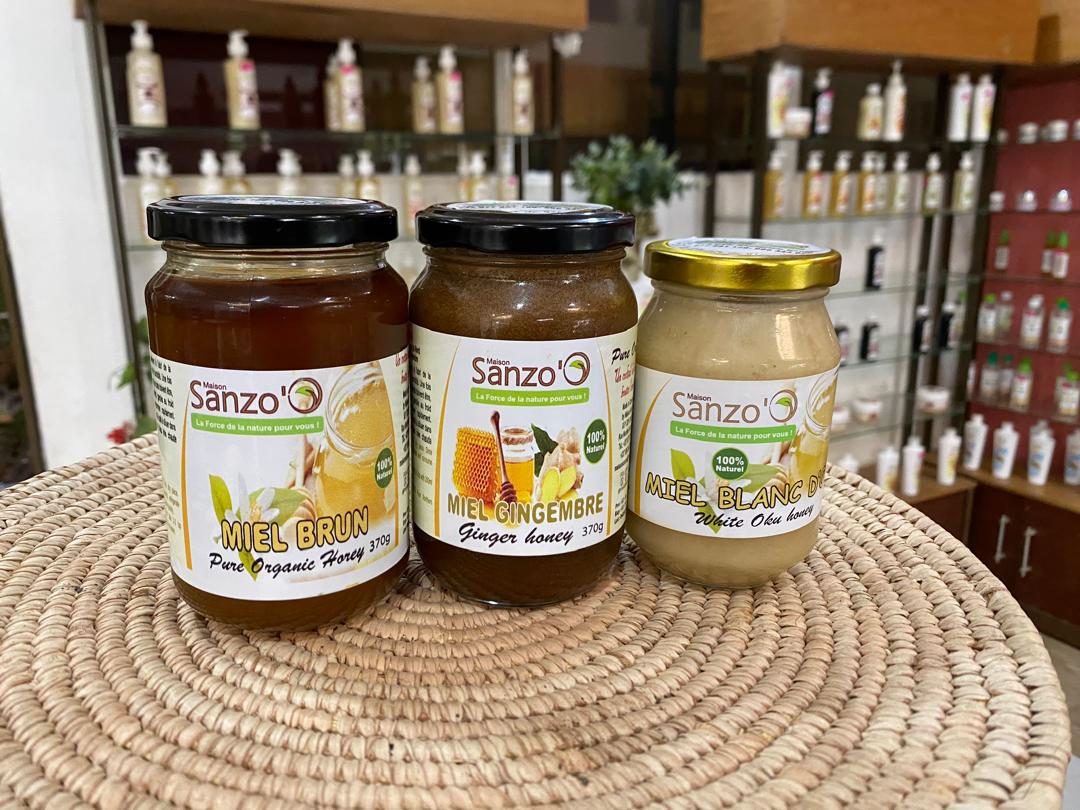 Maison
Sanzo'O
La Force de la nature pour vous !
100%
Naturel
MIEL BRUN
Pure Organic Horey 370g
Maison
Sanzo'O
La Force de la nature pour vous !
100%
Naturel
MIEL GINGEMBRE
Ginger honey 370g
Pure
Maison
Sanzo'O
La Force de la nature pour vous !
100%
Naturel
MIEL BLANC D'
White Oku honey